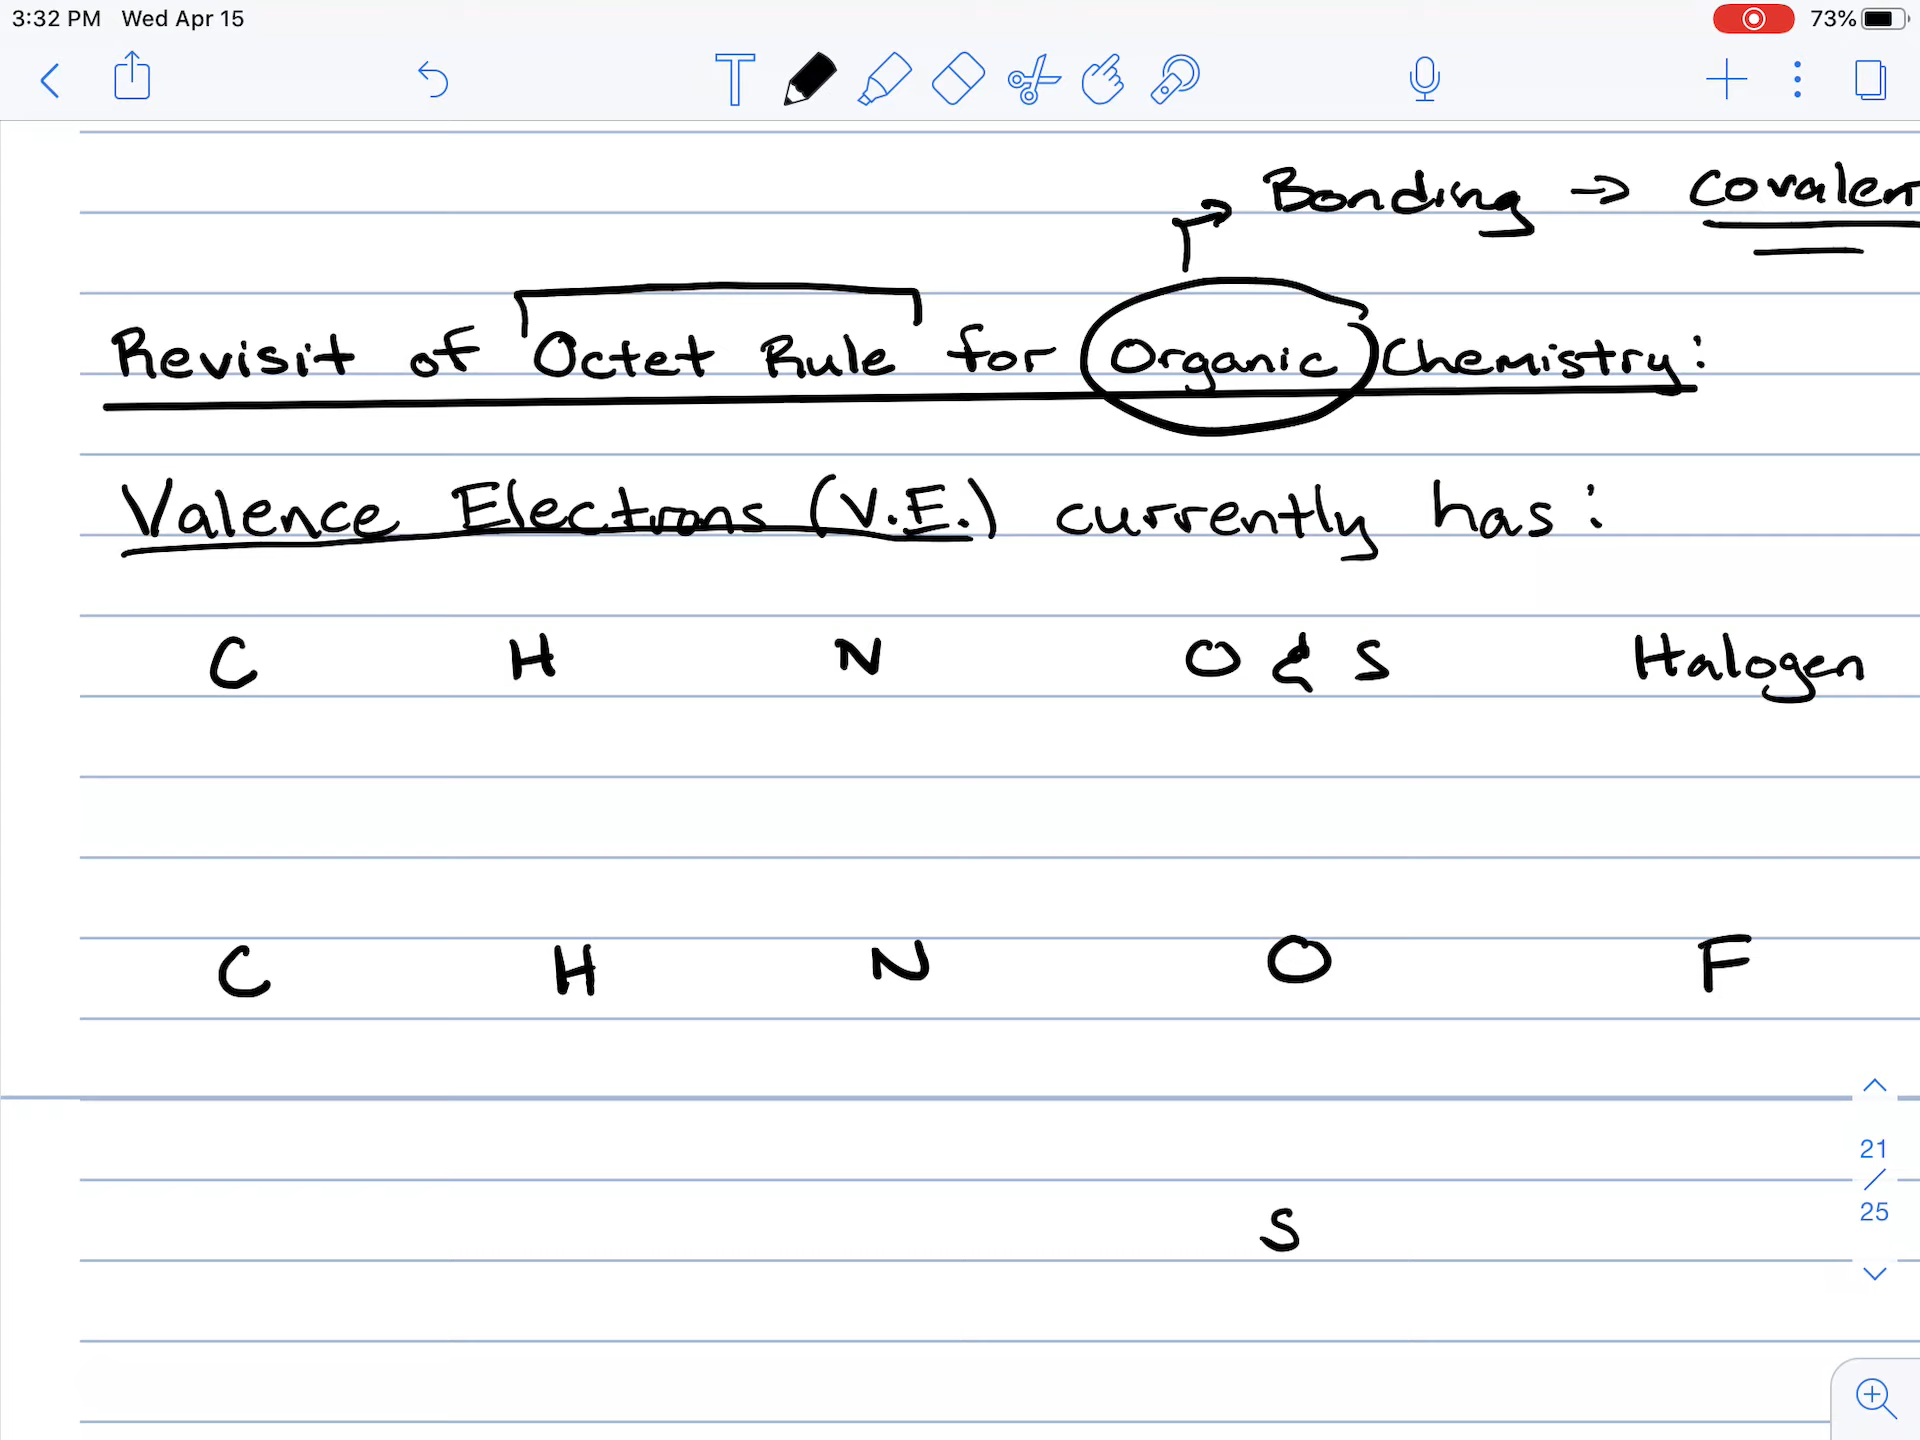 3:32 PM Wed Apr 15 73%
T
Bonding → Covalen
Revisit of Octet Rule for Organic Chemistry:
Valence Electrons (V.E.) currently has:
C H N O & S Halogen
C H N O F
21
/
25
S